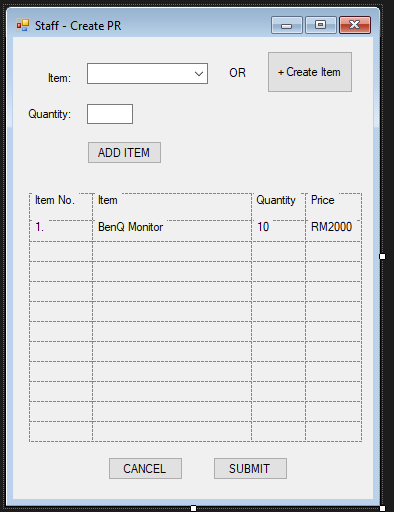 Staff - Create PR
Item: OR + Create Item
Quantity:
ADD ITEM
Item No. Item Quantity Price
1. BenQ Monitor 10 RM2000
CANCEL SUBMIT